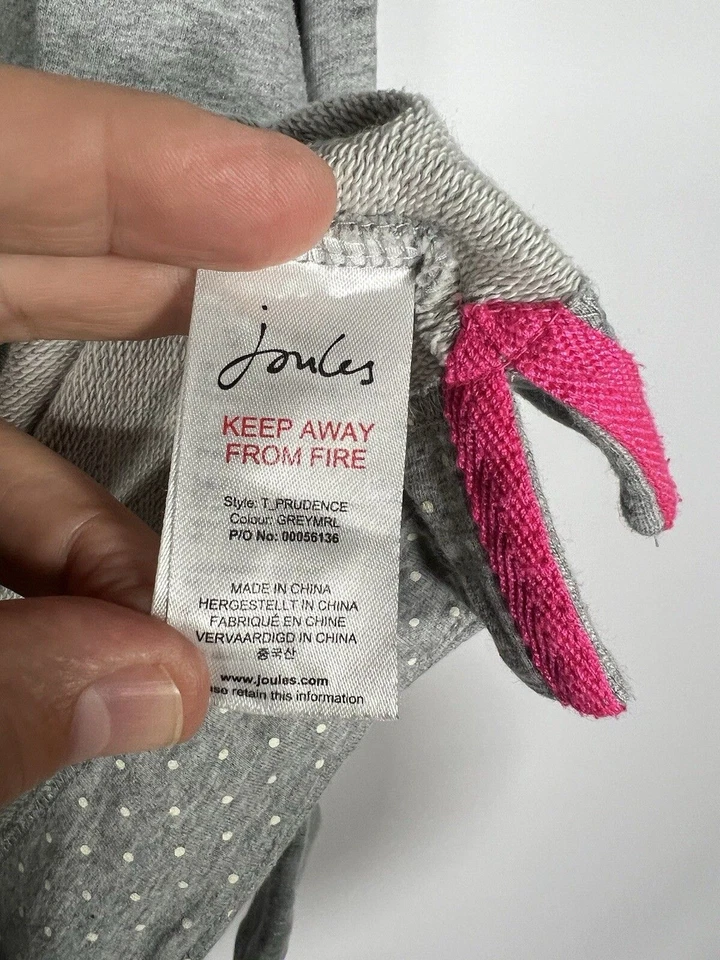 Joules
KEEP AWAY
FROM FIRE
Style: T_PRUDENCE
Colour: GREYMRL
P/O No: 00056136
MADE IN CHINA
HERGESTELLT IN CHINA
FABRIQUÉ EN CHINE
VERVAARDIGD IN CHINA
중국산
www.joules.com
retain this information